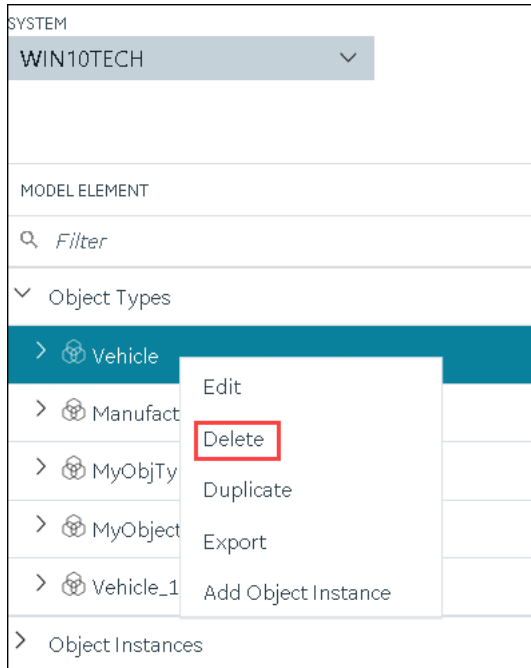 SYSTEM
WIN10TECH
MODEL ELEMENT
Filter
Object Types
Vehicle
Edit
Manufact
Delete
MyObjTy
Duplicate
MyObject
Export
Vehicle_1
Add Object Instance
Object Instances